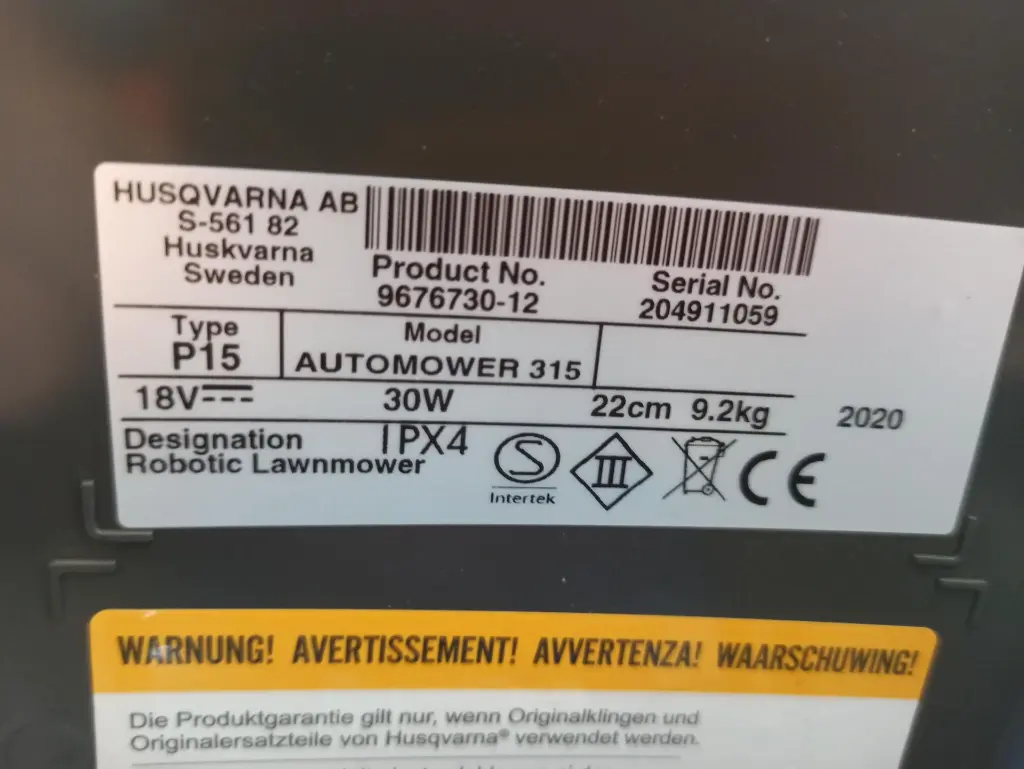 HUSQVARNA AB
S-561 82
Huskvarna
Sweden
Product No.
9676730-12
Serial No.
204911059
Type
P15
Model
AUTOMOWER 315
18V 30W 22cm 9.2kg 2020
Designation IPX4
Robotic Lawnmower
S
Intertek
III
CE
WARNUNG! AVERTISSEMENT! AVVERTENZA! WAARSCHUWING!
Die Produktgarantie gilt nur, wenn Originalklingen und
Originalersatzteile von Husqvarna® verwendet werden.